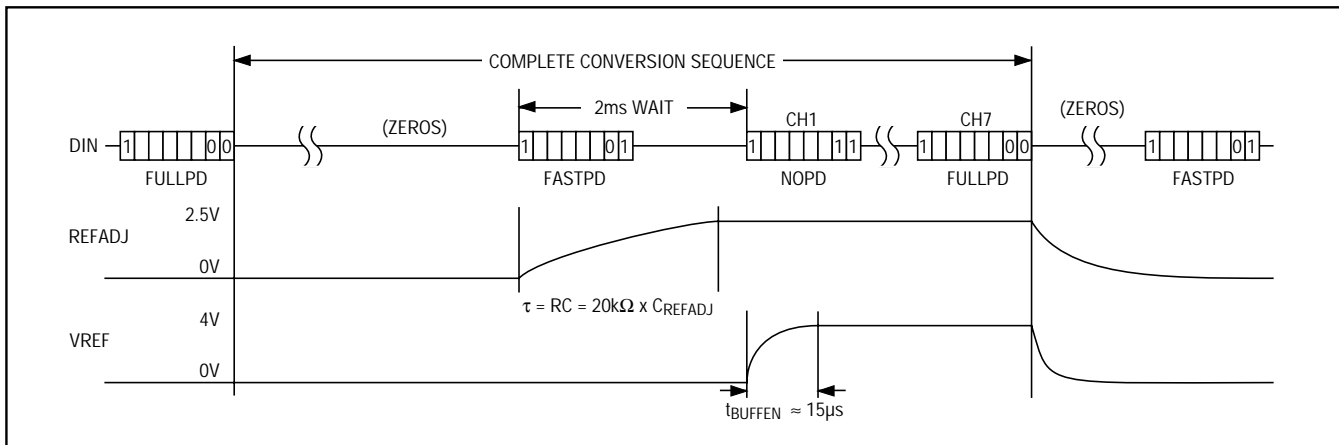 COMPLETE CONVERSION SEQUENCE
2ms WAIT
(ZEROS)
CH1
CH7
(ZEROS)
DIN
1 0 0
1 0 1
1 1 1
1 0 0
1 0 1
FULLPD
FASTPD
NOPD
FULLPD
FASTPD
2.5V
REFADJ
0V
τ = RC = 20kΩ x CREFADJ
4V
VREF
0V
tBUFFEN ≈ 15µs